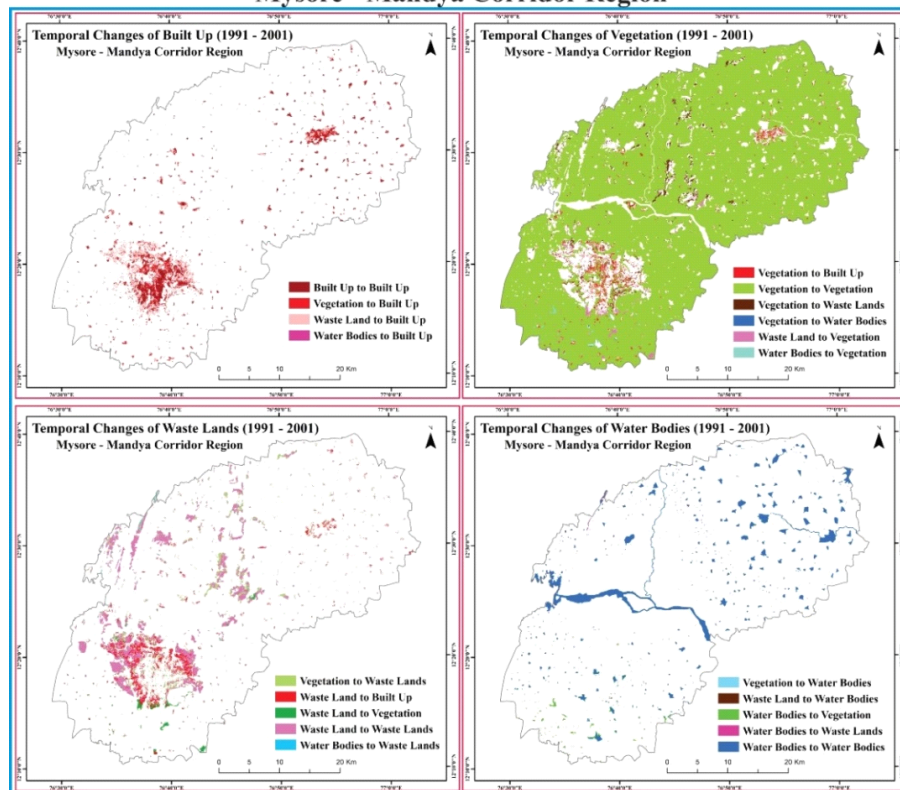 Mysore - Mandya Corridor Region
Temporal Changes of Built Up (1991 - 2001)
Mysore - Mandya Corridor Region
Built Up to Built Up
Vegetation to Built Up
Waste Land to Built Up
Water Bodies to Built Up
0 5 10 20 Km
Temporal Changes of Vegetation (1991 - 2001)
Mysore - Mandya Corridor Region
Vegetation to Built Up
Vegetation to Vegetation
Vegetation to Waste Lands
Vegetation to Water Bodies
Waste Land to Vegetation
Water Bodies to Vegetation
0 5 10 20 Km
Temporal Changes of Waste Lands (1991 - 2001)
Mysore - Mandya Corridor Region
Vegetation to Waste Lands
Waste Land to Built Up
Waste Land to Vegetation
Waste Land to Waste Lands
Water Bodies to Waste Lands
0 5 10 20 Km
Temporal Changes of Water Bodies (1991 - 2001)
Mysore - Mandya Corridor Region
Vegetation to Water Bodies
Waste Land to Water Bodies
Water Bodies to Vegetation
Water Bodies to Waste Lands
Water Bodies to Water Bodies
0 5 10 20 Km